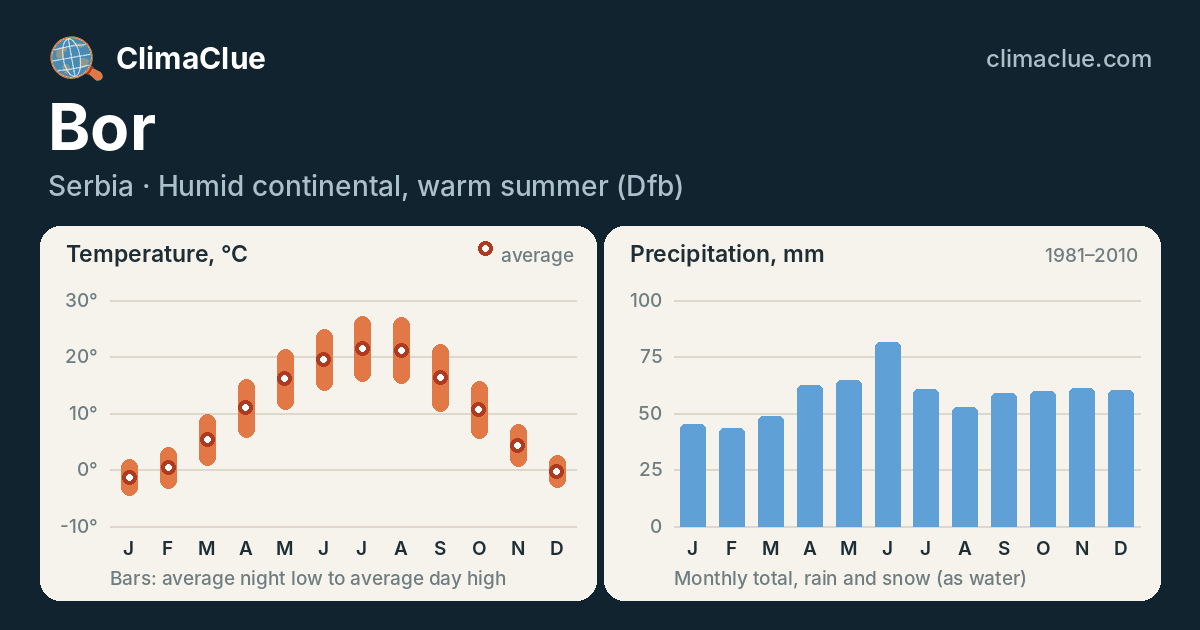 ClimaClue
climaclue.com
Bor
Serbia · Humid continental, warm summer (Dfb)
Temperature, °C
average
30°
20°
10°
0°
-10°
J F M A M J J A S O N D
Bars: average night low to average day high
Precipitation, mm
1981–2010
100
75
50
25
0
J F M A M J J A S O N D
Monthly total, rain and snow (as water)